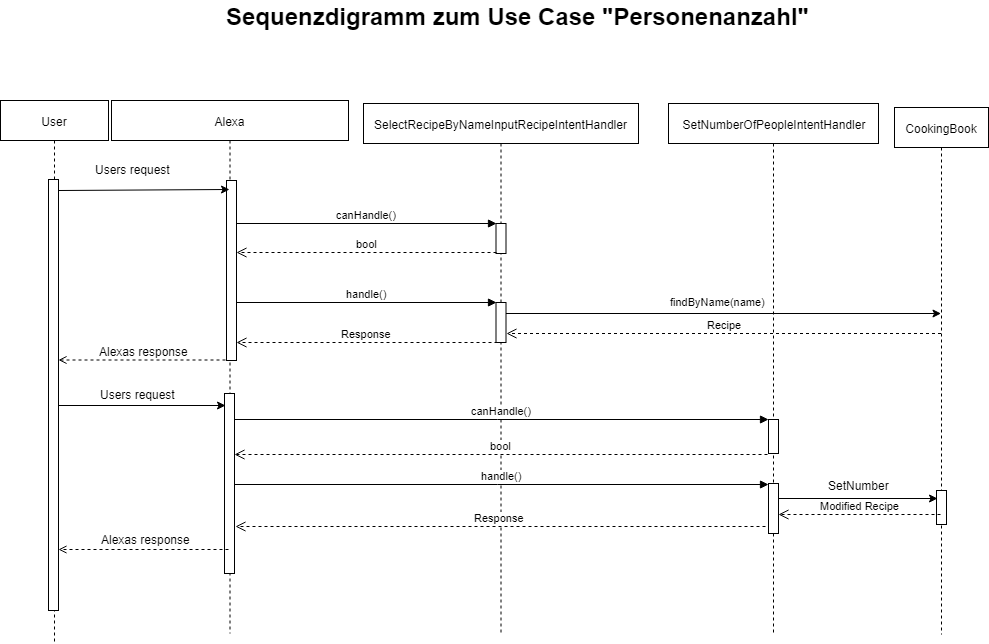 Sequenzdigramm zum Use Case "Personenanzahl"
User
Alexa
SelectRecipeByNameInputRecipeIntentHandler
SetNumberOfPeopleIntentHandler
CookingBook
Users request
canHandle()
bool
handle()
findByName(name)
Recipe
Response
Alexas response
Users request
canHandle()
bool
handle()
SetNumber
Modified Recipe
Response
Alexas response